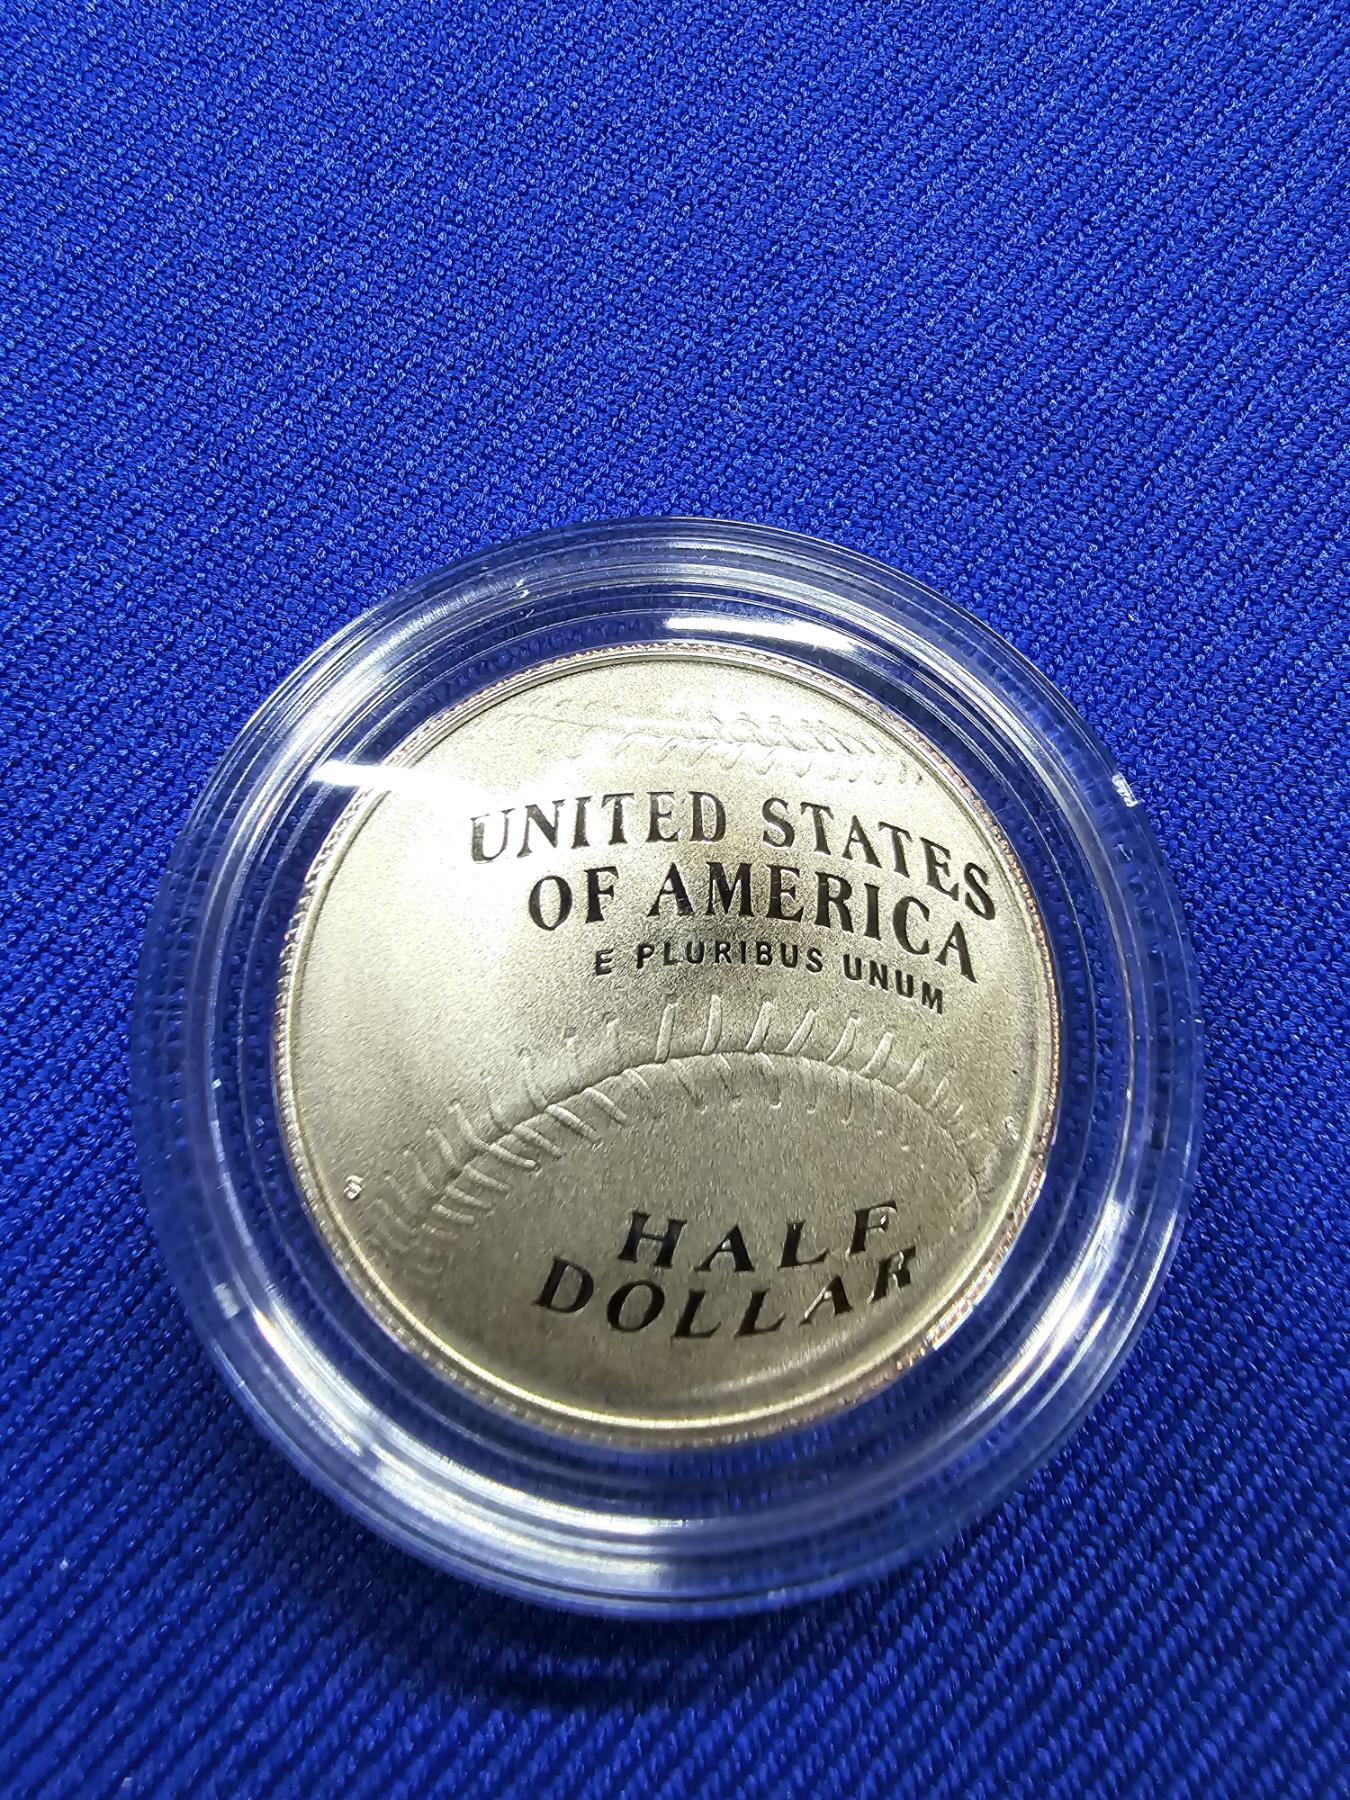 UNITED STATES
OF AMERICA
E PLURIBUS UNUM
S
HALF
DOLLAR